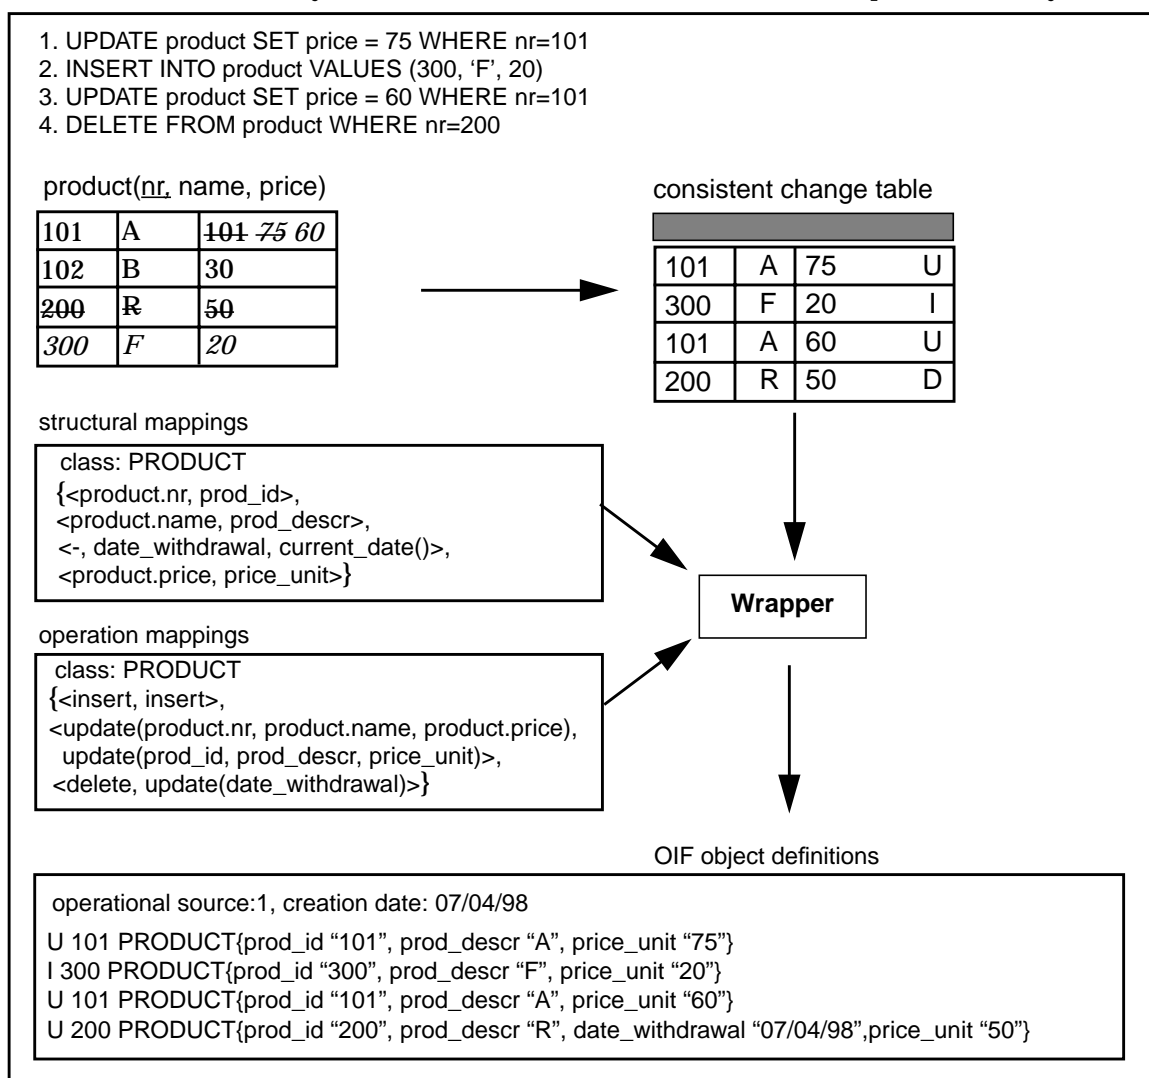 1. UPDATE product SET price = 75 WHERE nr=101
2. INSERT INTO product VALUES (300, ‘F’, 20)
3. UPDATE product SET price = 60 WHERE nr=101
4. DELETE FROM product WHERE nr=200
product(nr, name, price)
101 A 101 75 60
102 B 30
200 R 50
300 F 20
consistent change table
101 A 75 U
300 F 20 I
101 A 60 U
200 R 50 D
structural mappings
class: PRODUCT
{<product.nr, prod_id>,
<product.name, prod_descr>,
<-, date_withdrawal, current_date()>,
<product.price, price_unit>}
Wrapper
operation mappings
class: PRODUCT
{<insert, insert>,
<update(product.nr, product.name, product.price),
update(prod_id, prod_descr, price_unit)>,
<delete, update(date_withdrawal)>}
OIF object definitions
operational source:1, creation date: 07/04/98
U 101 PRODUCT{prod_id “101”, prod_descr “A”, price_unit “75”}
I 300 PRODUCT{prod_id “300”, prod_descr “F”, price_unit “20”}
U 101 PRODUCT{prod_id “101”, prod_descr “A”, price_unit “60”}
U 200 PRODUCT{prod_id “200”, prod_descr “R”, date_withdrawal “07/04/98”,price_unit “50”}